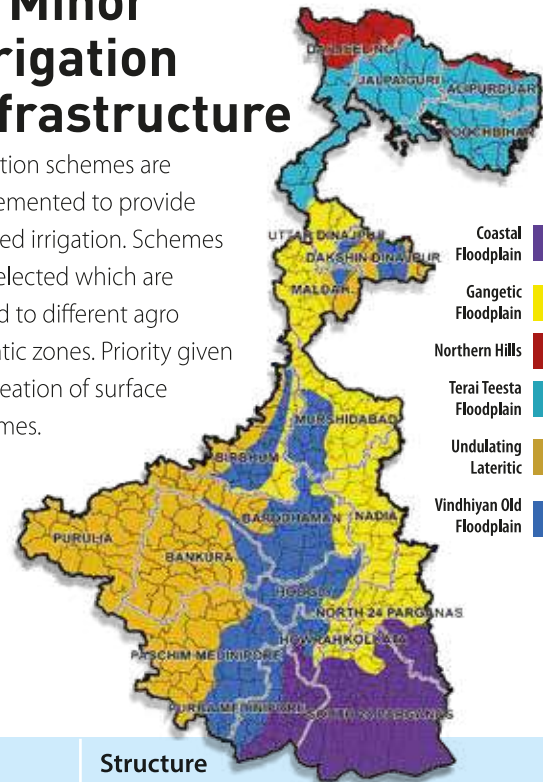 Minor
rigation
frastructure
tion schemes are
emented to provide
ed irrigation. Schemes
elected which are
d to different agro
tic zones. Priority given
eation of surface
mes.
DARJEELING
JALPAIGURI
ALIPURDUAR
COOCHBIHAR
UTTAR DINAJPUR
DAKSHIN DINAJPUR
MALDAH
MURSHIDABAD
BIRBHUM
BARDDHAMAN
NADIA
PURULIA
BANKURA
HOOGLY
NORTH 24 PARGANAS
HOWRAH
KOLKATA
PASCHIM MEDINIPORE
PURBA MEDINIPORE
SOUTH 24 PARGANAS
Coastal
Floodplain
Gangetic
Floodplain
Northern Hills
Terai Teesta
Floodplain
Undulating
Lateritic
Vindhiyan Old
Floodplain
Structure